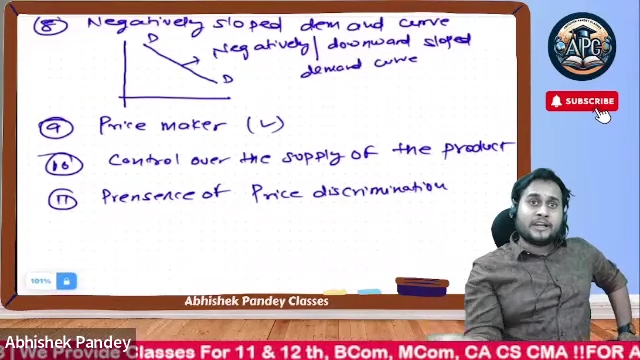 8 Negatively sloped demand curve
D
Negatively/downward sloped
demand curve
D
9 Price maker (✓)
10 Control over the supply of the product
11 Prensence of Price discrimination
101%
Abhishek Pandey Classes
APG
SUBSCRIBE
Abhishek Pandey
We Provide Classes For 11 & 12 th, BCom, MCom, CA CS CMA !!FOR A